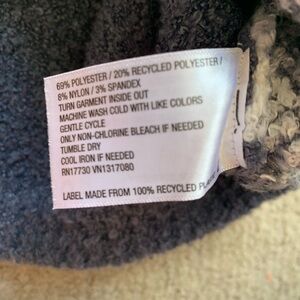 69% POLYESTER / 20% RECYCLED POLYESTER /
8% NYLON / 3% SPANDEX
TURN GARMENT INSIDE OUT
MACHINE WASH COLD WITH LIKE COLORS
GENTLE CYCLE
ONLY NON-CHLORINE BLEACH IF NEEDED
TUMBLE DRY
COOL IRON IF NEEDED
RN17730 VN1317080
LABEL MADE FROM 100% RECYCLED